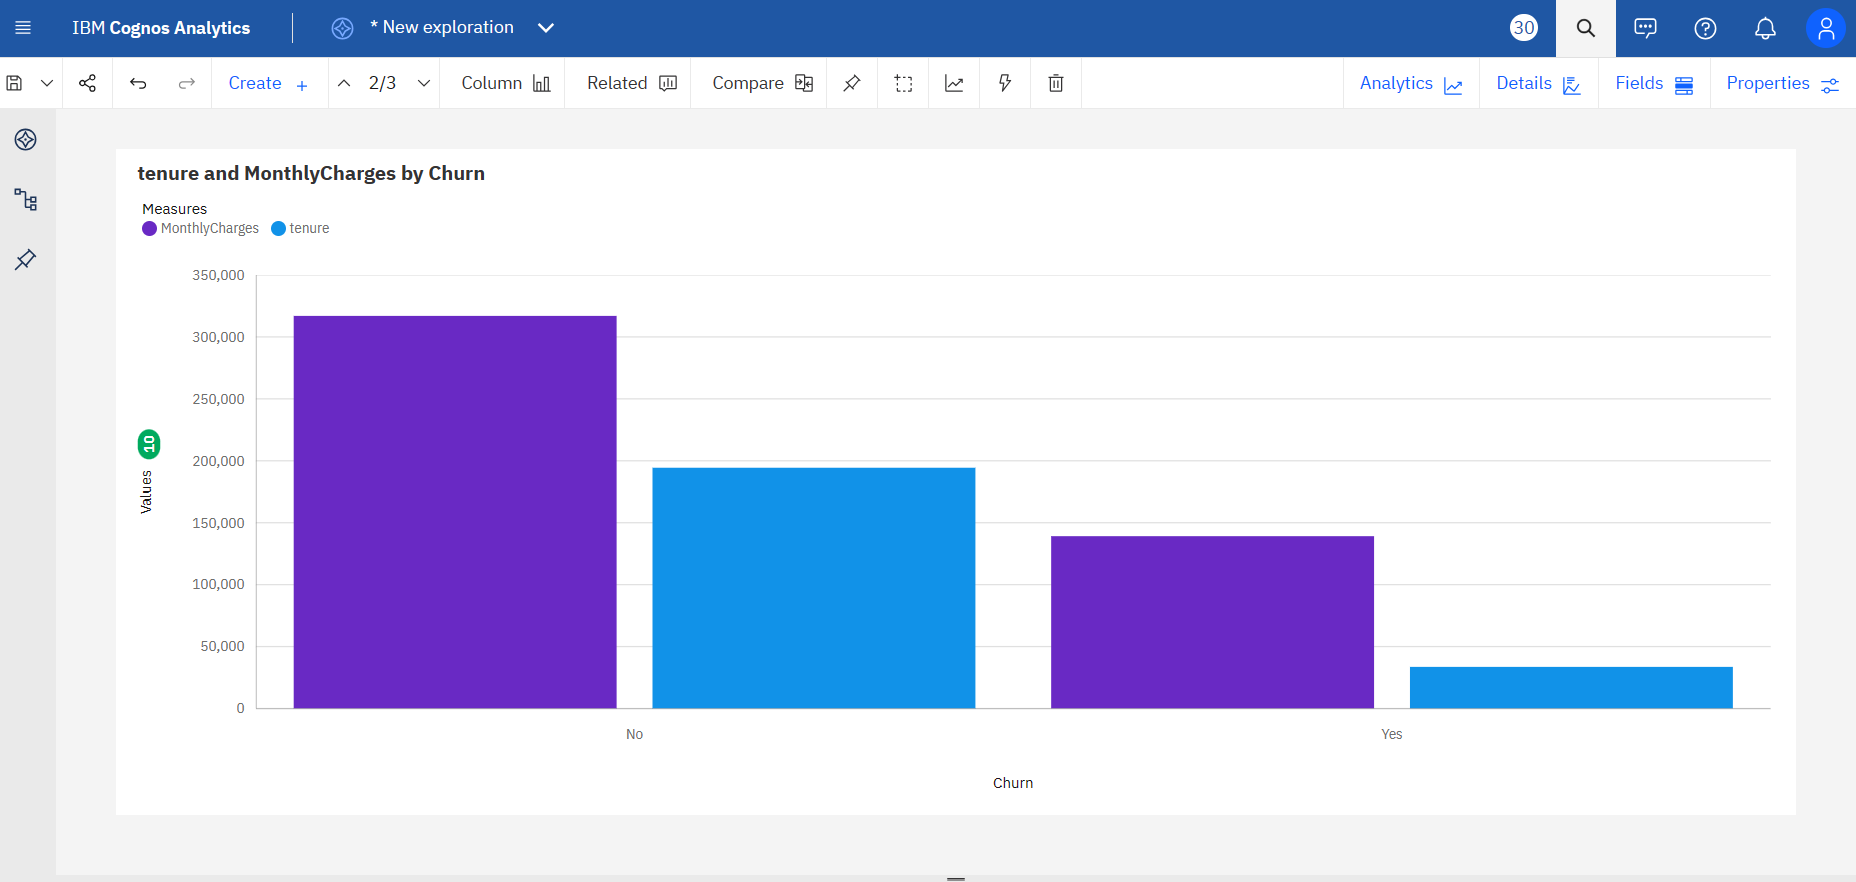 IBM Cognos Analytics
* New exploration
30
Create
2/3
Column
Related
Compare
Analytics
Details
Fields
Properties
tenure and MonthlyCharges by Churn
Measures
MonthlyCharges
tenure
350,000
300,000
250,000
200,000
150,000
100,000
50,000
0
Values
10
No
Yes
Churn